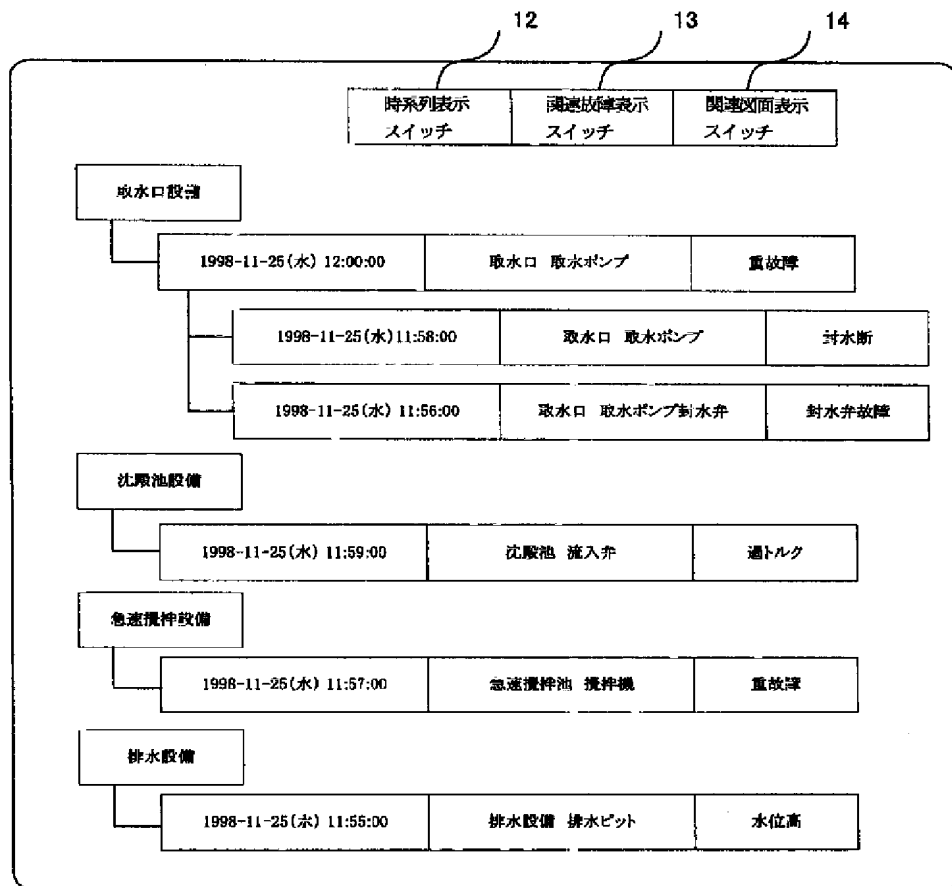 12 13 14
時系列表示 関連故障表示 関連図面表示
スイッチ スイッチ スイッチ
取水口設備
1998-11-25(水) 12:00:00 取水口 取水ポンプ 重故障
1998-11-25(水)11:58:00 取水口 取水ポンプ 封水断
1998-11-25(水) 11:56:00 取水口 取水ポンプ封水弁 封水弁故障
沈殿池設備
1998-11-25(水) 11:59:00 沈殿池 流入弁 過トルク
急速攪拌設備
1998-11-25(水) 11:57:00 急速攪拌池 攪拌機 重故障
排水設備
1998-11-25(水) 11:55:00 排水設備 排水ピット 水位高